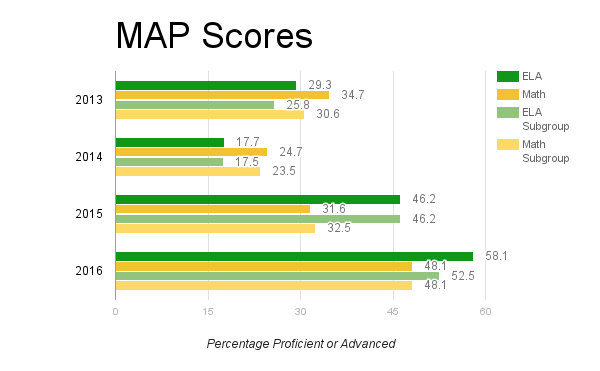 MAP Scores
ELA
Math
ELA
Subgroup
Math
Subgroup
2013
29.3
34.7
25.8
30.6
2014
17.7
24.7
17.5
23.5
2015
46.2
31.6
46.2
32.5
2016
58.1
48.1
52.5
48.1
0 15 30 45 60
Percentage Proficient or Advanced